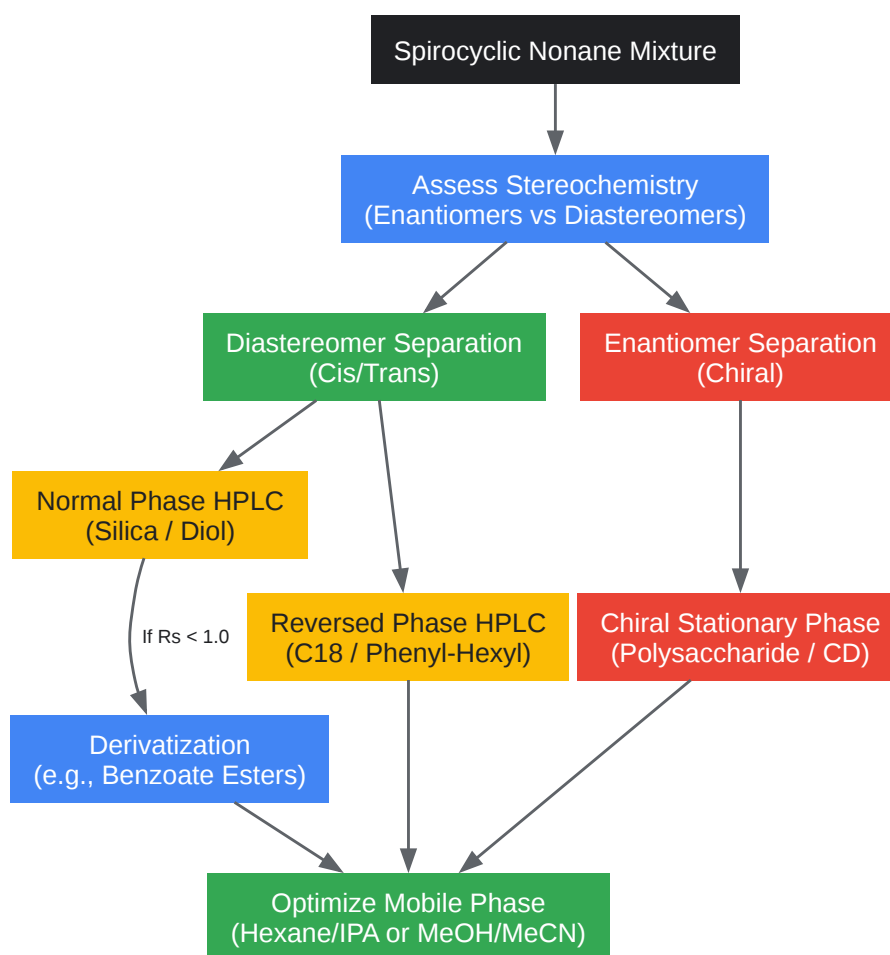 Spirocyclic Nonane Mixture
Assess Stereochemistry
(Enantiomers vs Diastereomers)
Diastereomer Separation
(Cis/Trans)
Enantiomer Separation
(Chiral)
Normal Phase HPLC
(Silica / Diol)
If Rs < 1.0
Reversed Phase HPLC
(C18 / Phenyl-Hexyl)
Chiral Stationary Phase
(Polysaccharide / CD)
Derivatization
(e.g., Benzoate Esters)
Optimize Mobile Phase
(Hexane/IPA or MeOH/MeCN)